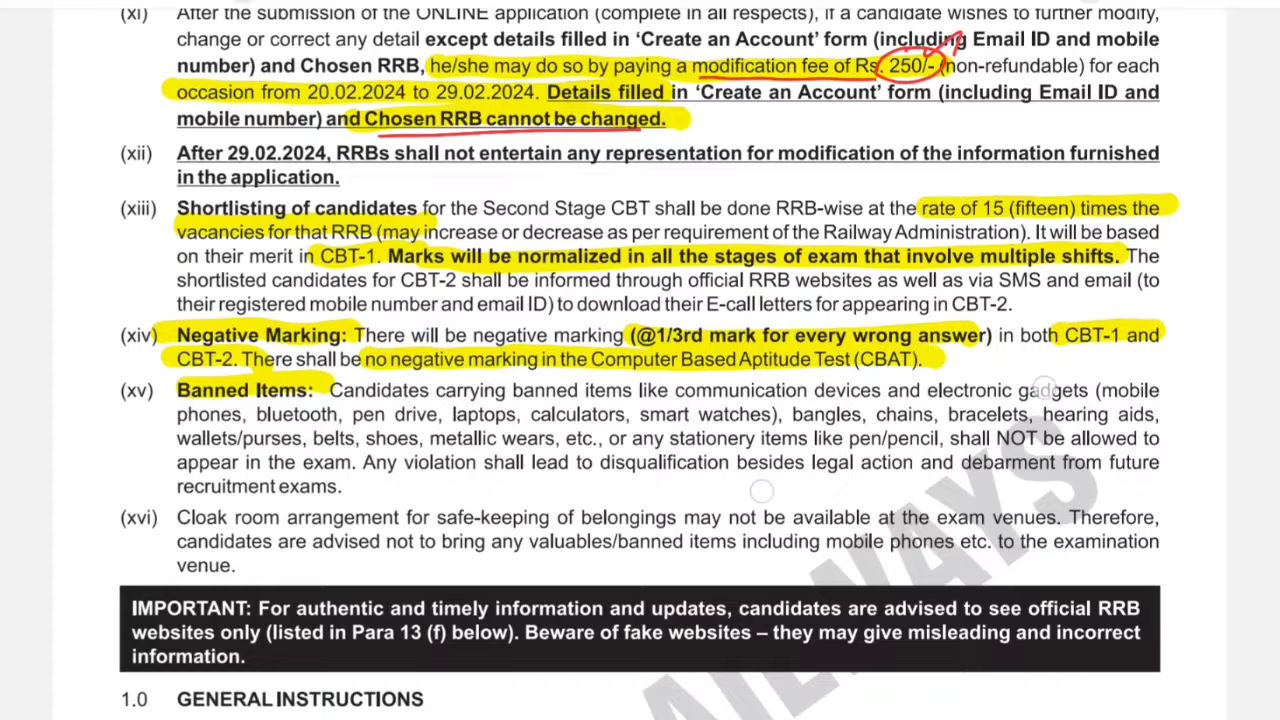 (xi) After the submission of the ONLINE application (complete in all respects), if a candidate wishes to further modify,
change or correct any detail except details filled in ‘Create an Account’ form (including Email ID and mobile
number) and Chosen RRB, he/she may do so by paying a modification fee of Rs. 250/- (non-refundable) for each
occasion from 20.02.2024 to 29.02.2024. Details filled in ‘Create an Account’ form (including Email ID and
mobile number) and Chosen RRB cannot be changed.
(xii) After 29.02.2024, RRBs shall not entertain any representation for modification of the information furnished
in the application.
(xiii) Shortlisting of candidates for the Second Stage CBT shall be done RRB-wise at the rate of 15 (fifteen) times the
vacancies for that RRB (may increase or decrease as per requirement of the Railway Administration). It will be based
on their merit in CBT-1. Marks will be normalized in all the stages of exam that involve multiple shifts. The
shortlisted candidates for CBT-2 shall be informed through official RRB websites as well as via SMS and email (to
their registered mobile number and email ID) to download their E-call letters for appearing in CBT-2.
(xiv) Negative Marking: There will be negative marking (@1/3rd mark for every wrong answer) in both CBT-1 and
CBT-2. There shall be no negative marking in the Computer Based Aptitude Test (CBAT).
(xv) Banned Items: Candidates carrying banned items like communication devices and electronic gadgets (mobile
phones, bluetooth, pen drive, laptops, calculators, smart watches), bangles, chains, bracelets, hearing aids,
wallets/purses, belts, shoes, metallic wears, etc., or any stationery items like pen/pencil, shall NOT be allowed to
appear in the exam. Any violation shall lead to disqualification besides legal action and debarment from future
recruitment exams.
(xvi) Cloak room arrangement for safe-keeping of belongings may not be available at the exam venues. Therefore,
candidates are advised not to bring any valuables/banned items including mobile phones etc. to the examination
venue.
IMPORTANT: For authentic and timely information and updates, candidates are advised to see official RRB
websites only (listed in Para 13 (f) below). Beware of fake websites – they may give misleading and incorrect
information.
1.0 GENERAL INSTRUCTIONS